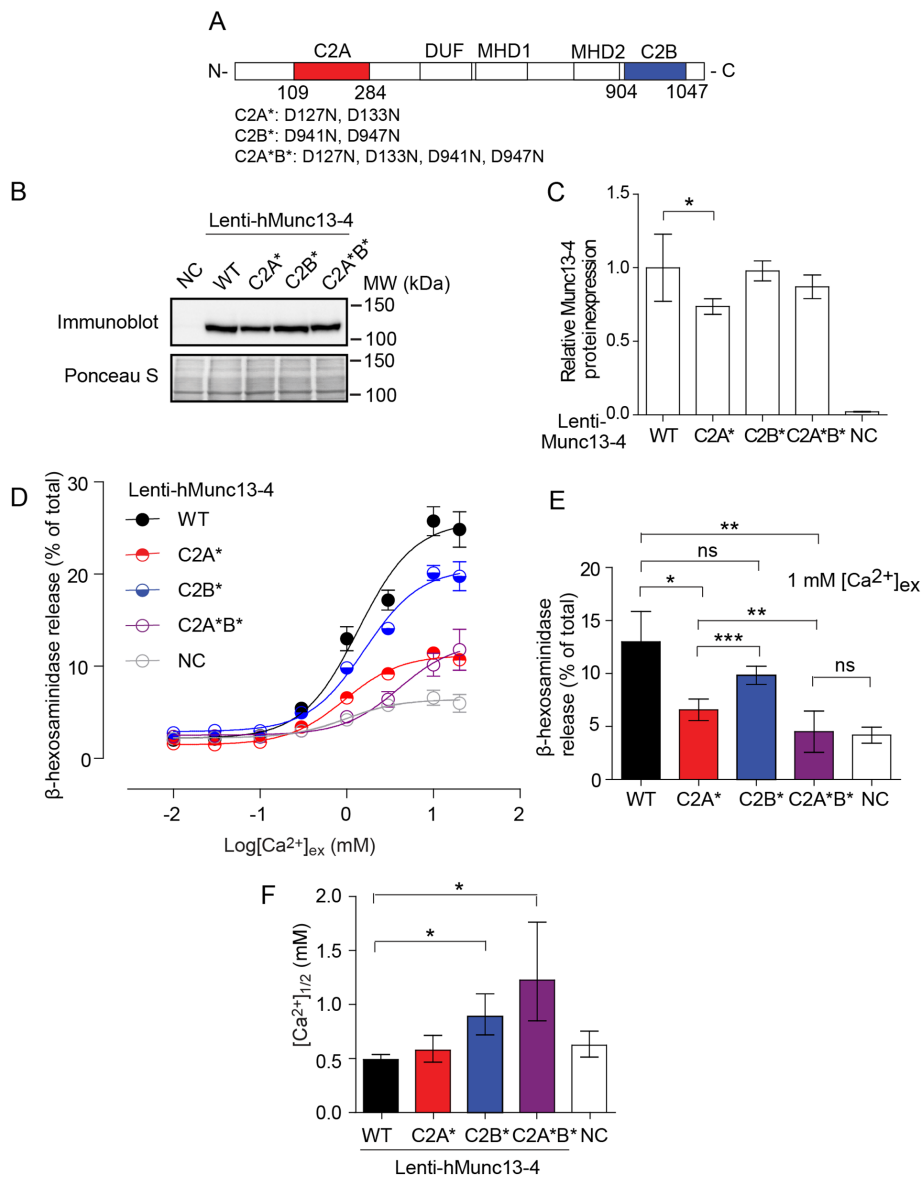 A
C2A DUF MHD1 MHD2 C2B
N- - C
109 284 904 1047
C2A*: D127N, D133N
C2B*: D941N, D947N
C2A*B*: D127N, D133N, D941N, D947N
B
Lenti-hMunc13-4
NC WT C2A* C2B* C2A*B*
MW (kDa)
Immunoblot
150
100
Ponceau S
150
100
C
Relative Munc13-4
proteinexpression
1.5
1.0
0.5
0.0
*
Lenti-
Munc13-4
WT C2A* C2B* C2A*B* NC
D
β-hexosaminidase release (% of total)
30
20
10
0
Lenti-hMunc13-4
WT
C2A*
C2B*
C2A*B*
NC
-2 -1 0 1 2
Log[Ca2+]ex (mM)
E
β-hexosaminidase
release (% of total)
20
15
10
5
0
**
ns
1 mM [Ca2+]ex
*
**
***
ns
WT C2A* C2B* C2A*B* NC
F
[Ca2+]1/2 (mM)
2.0
1.5
1.0
0.5
0.0
*
*
WT C2A* C2B* C2A*B* NC
Lenti-hMunc13-4